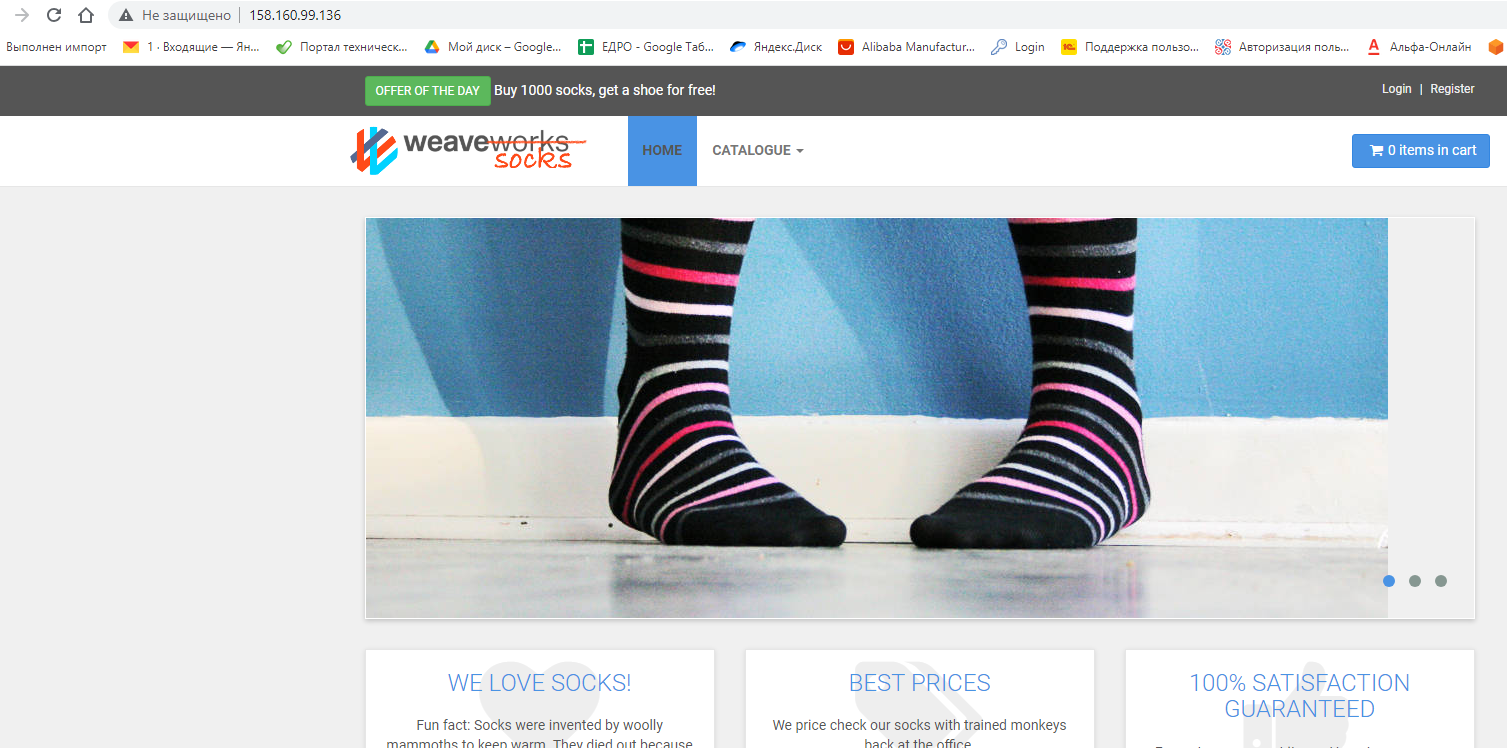 Не защищено 158.160.99.136
Выполнен импорт 1 · Входящие — Ян... Портал техническ... Мой диск – Google... ЕДРО - Google Таб... Яндекс.Диск Alibaba Manufactur... Login Поддержка пользо... Авторизация поль... Альфа-Онлайн
OFFER OF THE DAY Buy 1000 socks, get a shoe for free! Login | Register
weaveworks
socks
HOME CATALOGUE 0 items in cart
WE LOVE SOCKS!
Fun fact: Socks were invented by woolly
mammoths to keep warm. They died out because
BEST PRICES
We price check our socks with trained monkeys
back at the office
100% SATISFACTION
GUARANTEED